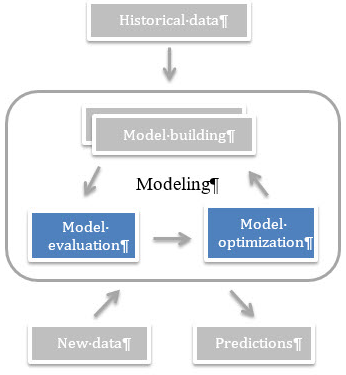 Historical·data¶
Model·building¶
Modeling¶
Model·
evaluation¶
Model·
optimization¶
New·data¶
Predictions¶